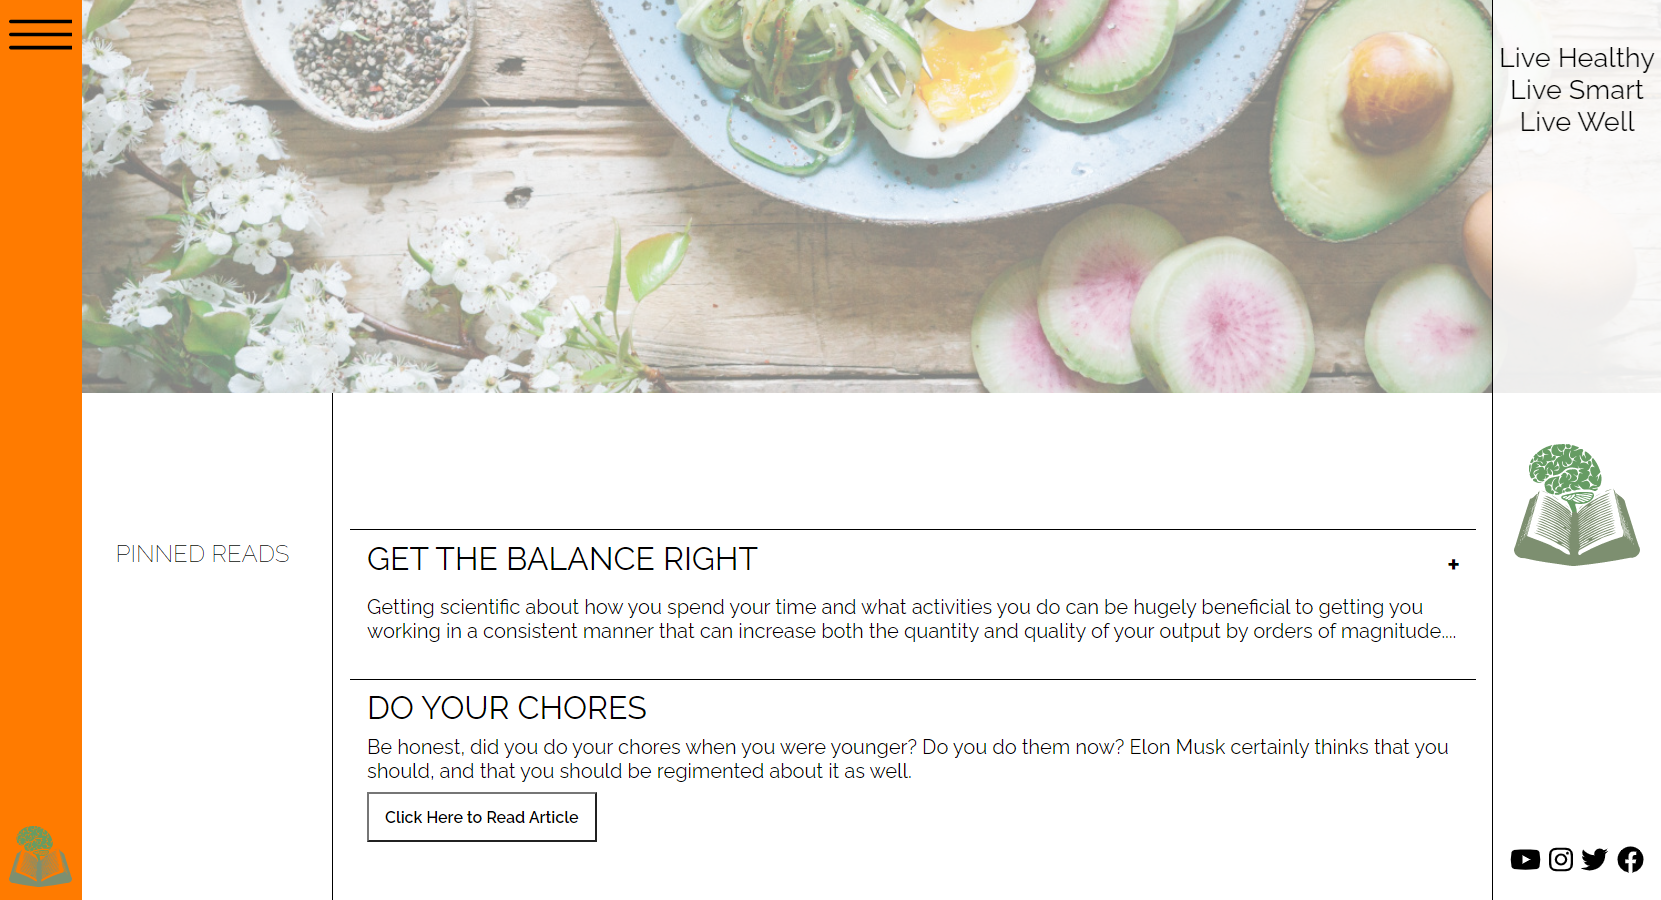 Live Healthy
Live Smart
Live Well
PINNED READS
GET THE BALANCE RIGHT
+
Getting scientific about how you spend your time and what activities you do can be hugely beneficial to getting you
working in a consistent manner that can increase both the quantity and quality of your output by orders of magnitude....
DO YOUR CHORES
Be honest, did you do your chores when you were younger? Do you do them now? Elon Musk certainly thinks that you
should, and that you should be regimented about it as well.
Click Here to Read Article